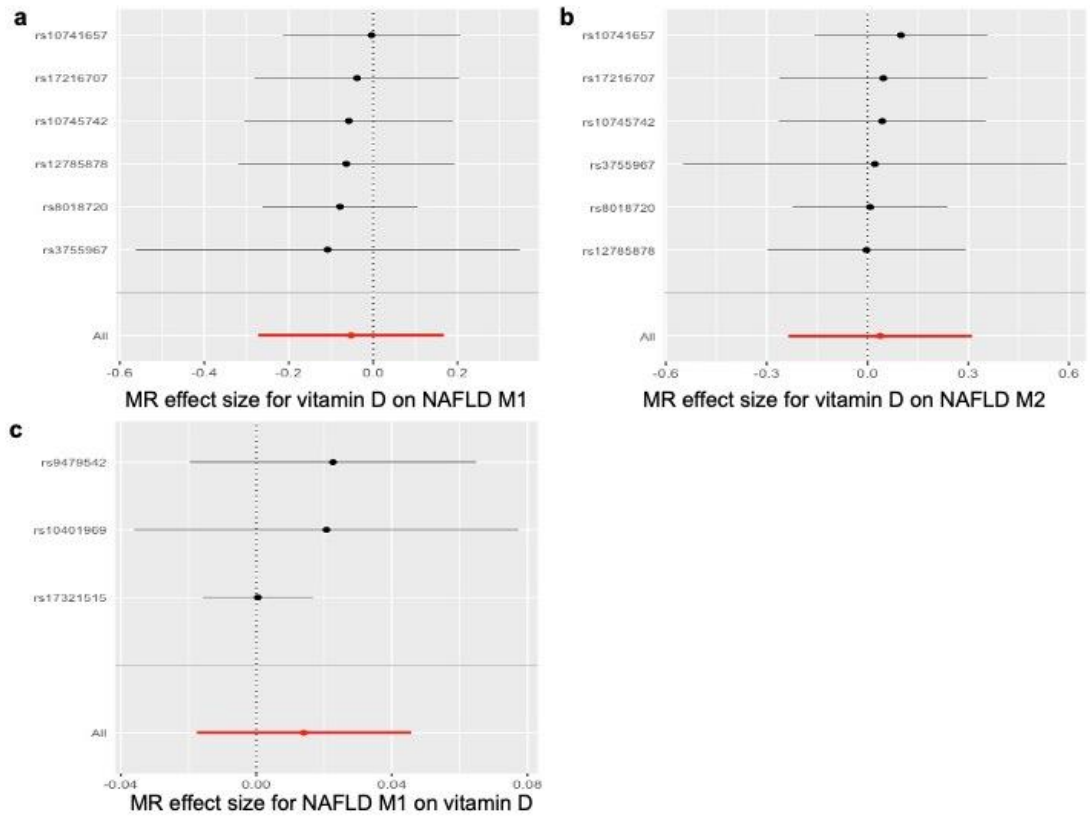 a
rs10741657
rs17216707
rs10745742
rs12785878
rs8018720
rs3755967
All
-0.6 -0.4 -0.2 0.0 0.2
MR effect size for vitamin D on NAFLD M1
b
rs10741657
rs17216707
rs10745742
rs3755967
rs8018720
rs12785878
All
-0.6 -0.3 0.0 0.3 0.6
MR effect size for vitamin D on NAFLD M2
c
rs9479542
rs10401969
rs17321515
All
-0.04 0.00 0.04 0.08
MR effect size for NAFLD M1 on vitamin D